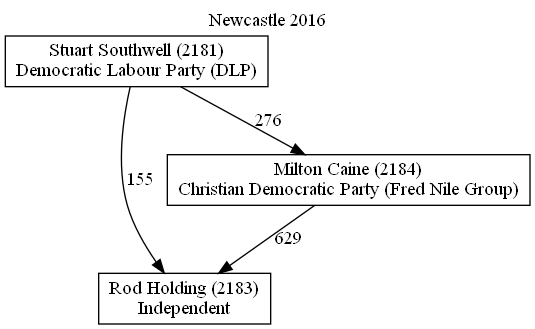 Newcastle 2016
Stuart Southwell (2181)
Democratic Labour Party (DLP)
276
155
Milton Caine (2184)
Christian Democratic Party (Fred Nile Group)
629
Rod Holding (2183)
Independent